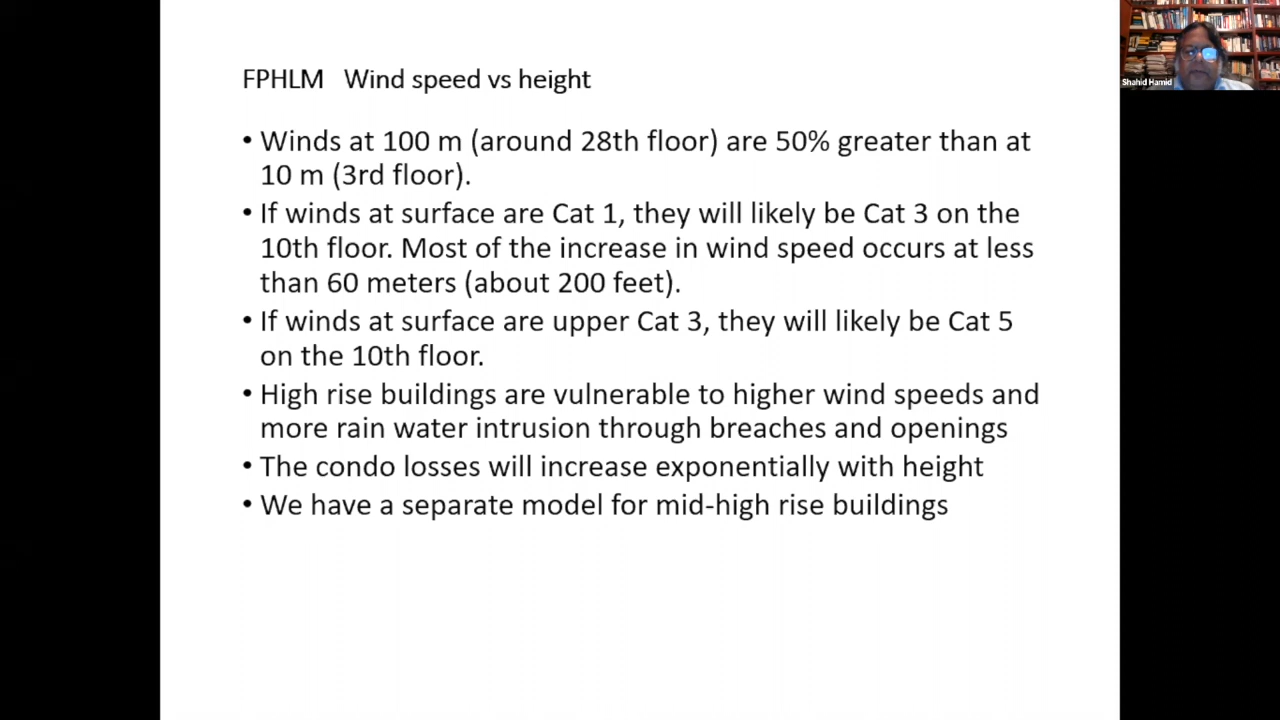 FPHLM Wind speed vs height
• Winds at 100 m (around 28th floor) are 50% greater than at
10 m (3rd floor).
• If winds at surface are Cat 1, they will likely be Cat 3 on the
10th floor. Most of the increase in wind speed occurs at less
than 60 meters (about 200 feet).
• If winds at surface are upper Cat 3, they will likely be Cat 5
on the 10th floor.
• High rise buildings are vulnerable to higher wind speeds and
more rain water intrusion through breaches and openings
• The condo losses will increase exponentially with height
• We have a separate model for mid-high rise buildings
Shahid Hamid